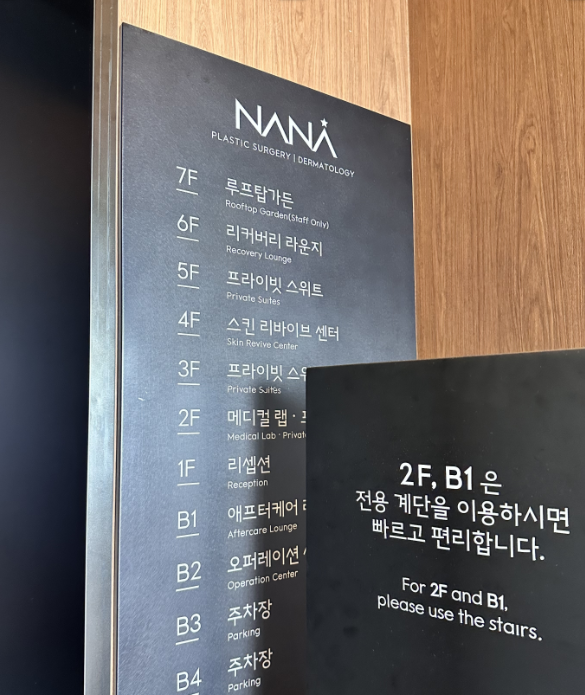 NANA
PLASTIC SURGERY | DERMATOLOGY
7F 루프탑가든
Rooftop Garden(Staff Only)
6F 리커버리 라운지
Recovery Lounge
5F 프라이빗 스위트
Private Suites
4F 스킨 리바이브 센터
Skin Revive Center
3F 프라이빗
Private Suites
2F 메디컬 랩 ·
Medical Lab · Private
1F 리셉션
Reception
B1 애프터케어
Aftercare Lounge
B2 오퍼레이션
Operation Center
B3 주차장
Parking
B4 주차장
Parking
2F, B1 은
전용 계단을 이용하시면
빠르고 편리합니다.
For 2F and B1,
please use the stairs.